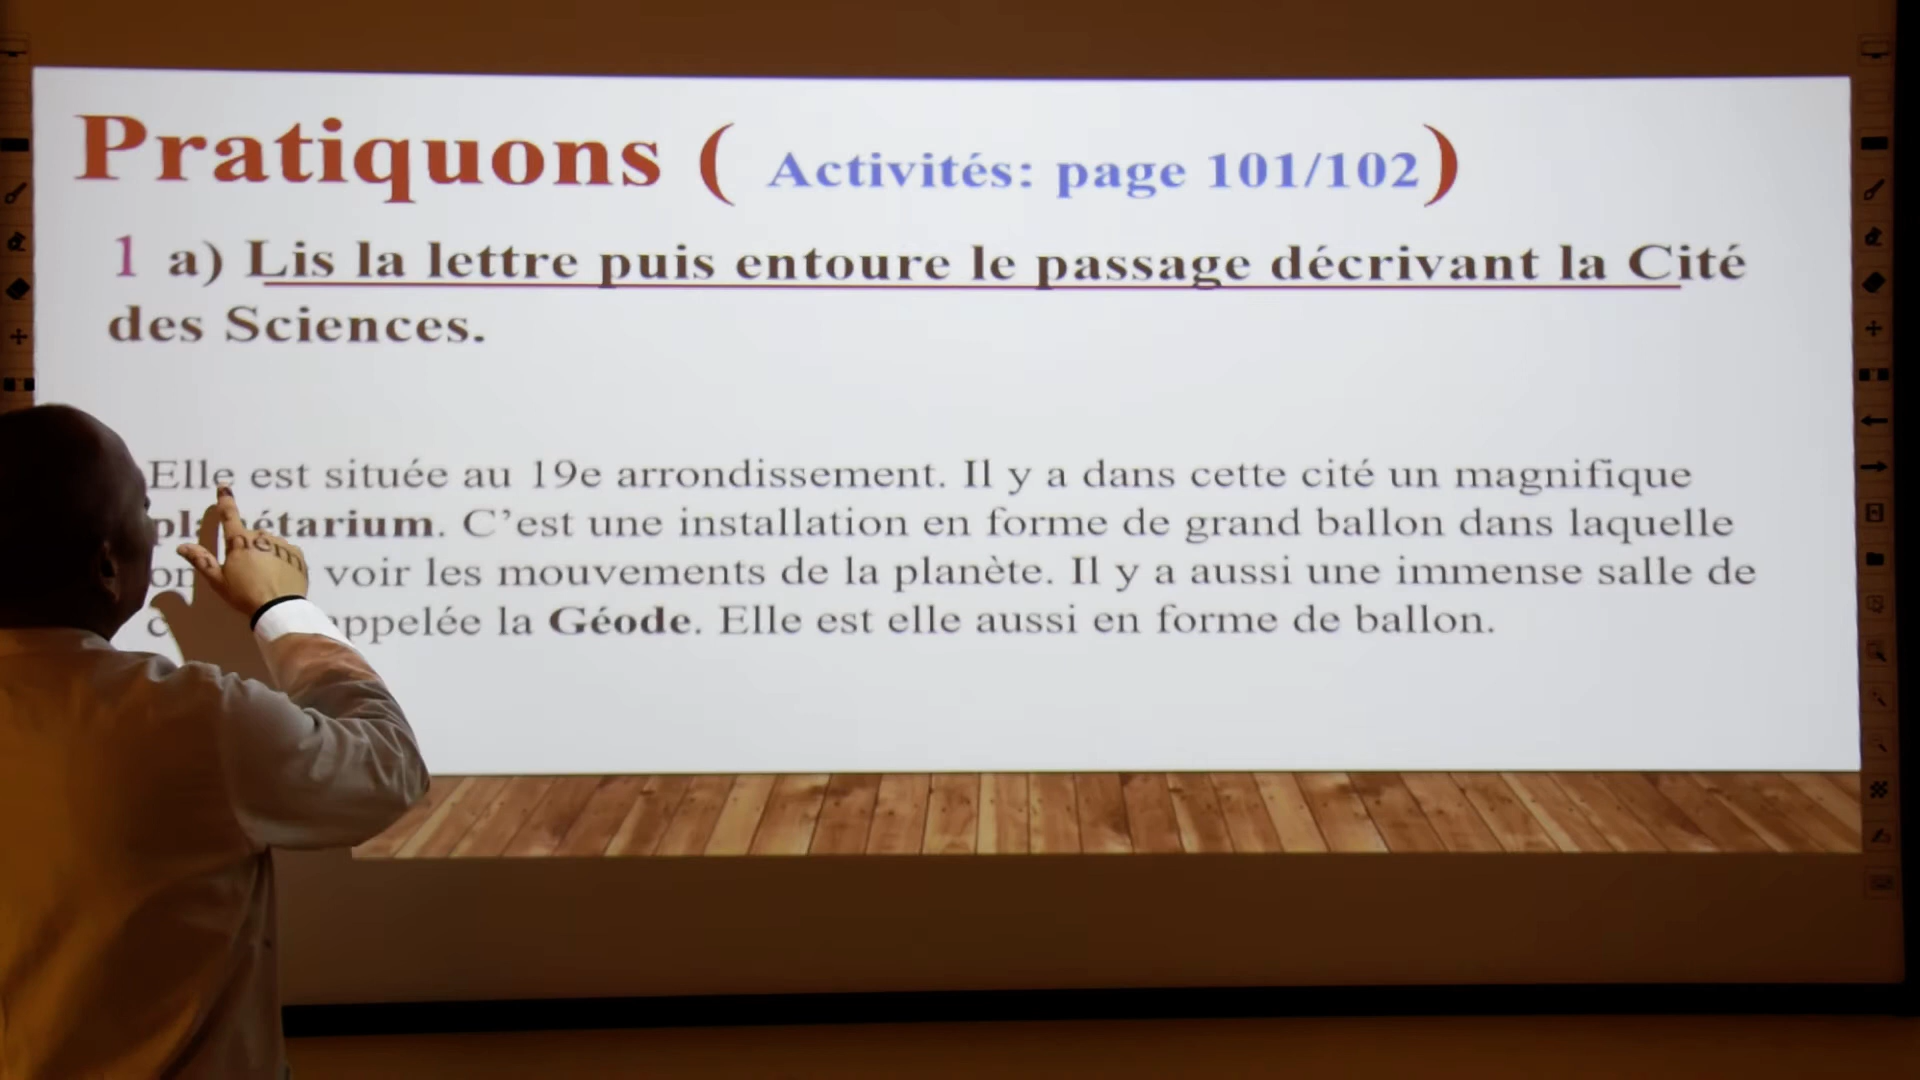 Pratiquons ( Activités: page 101/102)
1 a) Lis la lettre puis entoure le passage décrivant la Cité
des Sciences.
Elle est située au 19e arrondissement. Il y a dans cette cité un magnifique
planétarium. C’est une installation en forme de grand ballon dans laquelle
voir les mouvements de la planète. Il y a aussi une immense salle de
appelée la Géode. Elle est elle aussi en forme de ballon.